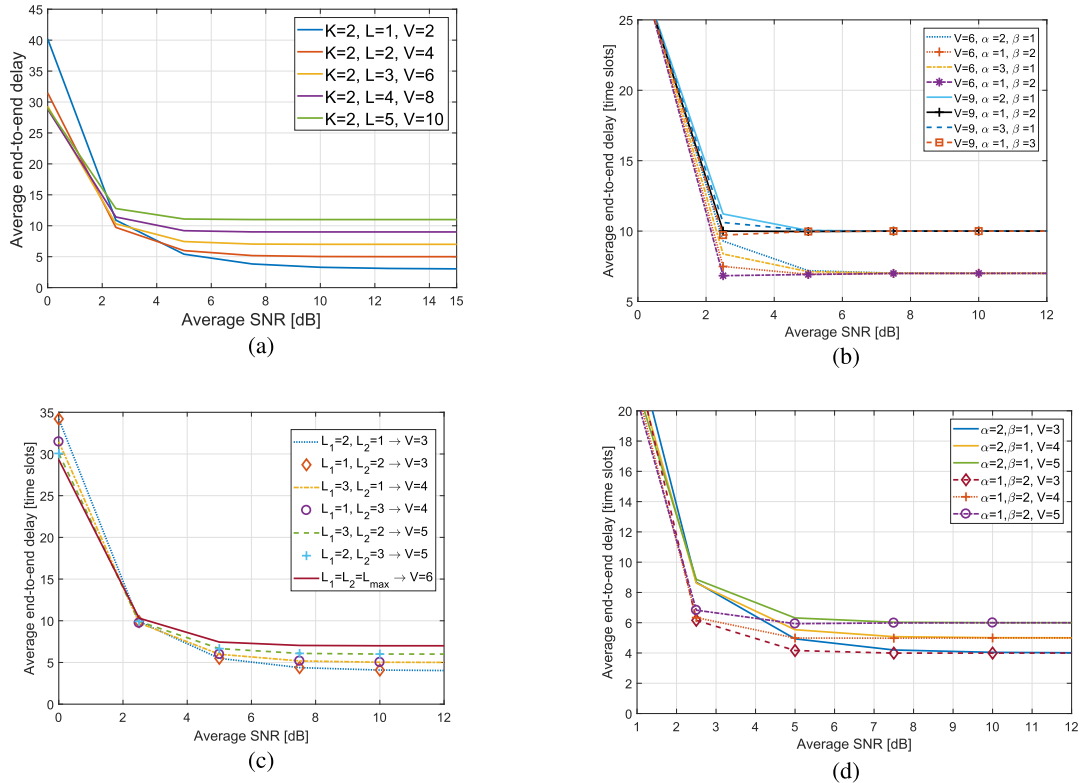 45
40
35
30
25
20
15
10
5
0
Average end-to-end delay
K=2, L=1, V=2
K=2, L=2, V=4
K=2, L=3, V=6
K=2, L=4, V=8
K=2, L=5, V=10
0 2 4 6 8 10 12 14 15
Average SNR [dB]
(a)
25
20
15
10
5
Average end-to-end delay [time slots]
V=6, α=2, β=1
V=6, α=1, β=2
V=6, α=3, β=1
V=6, α=1, β=2
V=9, α=2, β=1
V=9, α=1, β=2
V=9, α=3, β=1
V=9, α=1, β=3
0 2 4 6 8 10 12
Average SNR [dB]
(b)
35
30
25
20
15
10
5
0
Average end-to-end delay [time slots]
L₁=2, L₂=1 → V=3
L₁=1, L₂=2 → V=3
L₁=3, L₂=1 → V=4
L₁=1, L₂=3 → V=4
L₁=3, L₂=2 → V=5
L₁=2, L₂=3 → V=5
L₁=L₂=Lmax → V=6
0 2 4 6 8 10 12
Average SNR [dB]
(c)
20
18
16
14
12
10
8
6
4
2
0
Average end-to-end delay [time slots]
α=2,β=1, V=3
α=2,β=1, V=4
α=2,β=1, V=5
α=1,β=2, V=3
α=1,β=2, V=4
α=1,β=2, V=5
1 2 3 4 5 6 7 8 9 10 11 12
Average SNR [dB]
(d)